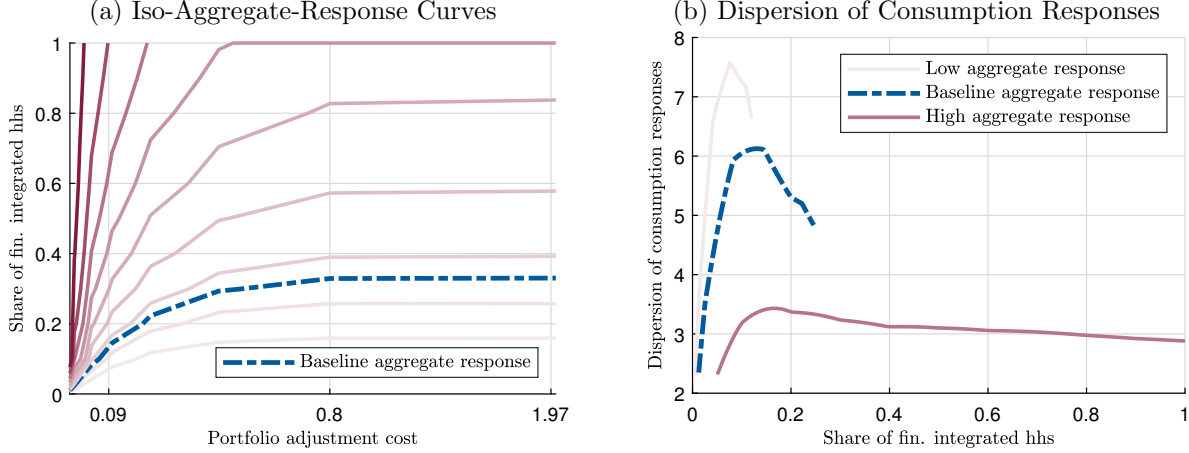 (a) Iso-Aggregate-Response Curves
Share of fin. integrated hhs
1
0.8
0.6
0.4
0.2
0
Baseline aggregate response
0.09
0.8
1.97
Portfolio adjustment cost
(b) Dispersion of Consumption Responses
Dispersion of consumption responses
8
7
6
5
4
3
2
Low aggregate response
Baseline aggregate response
High aggregate response
0
0.2
0.4
0.6
0.8
1
Share of fin. integrated hhs